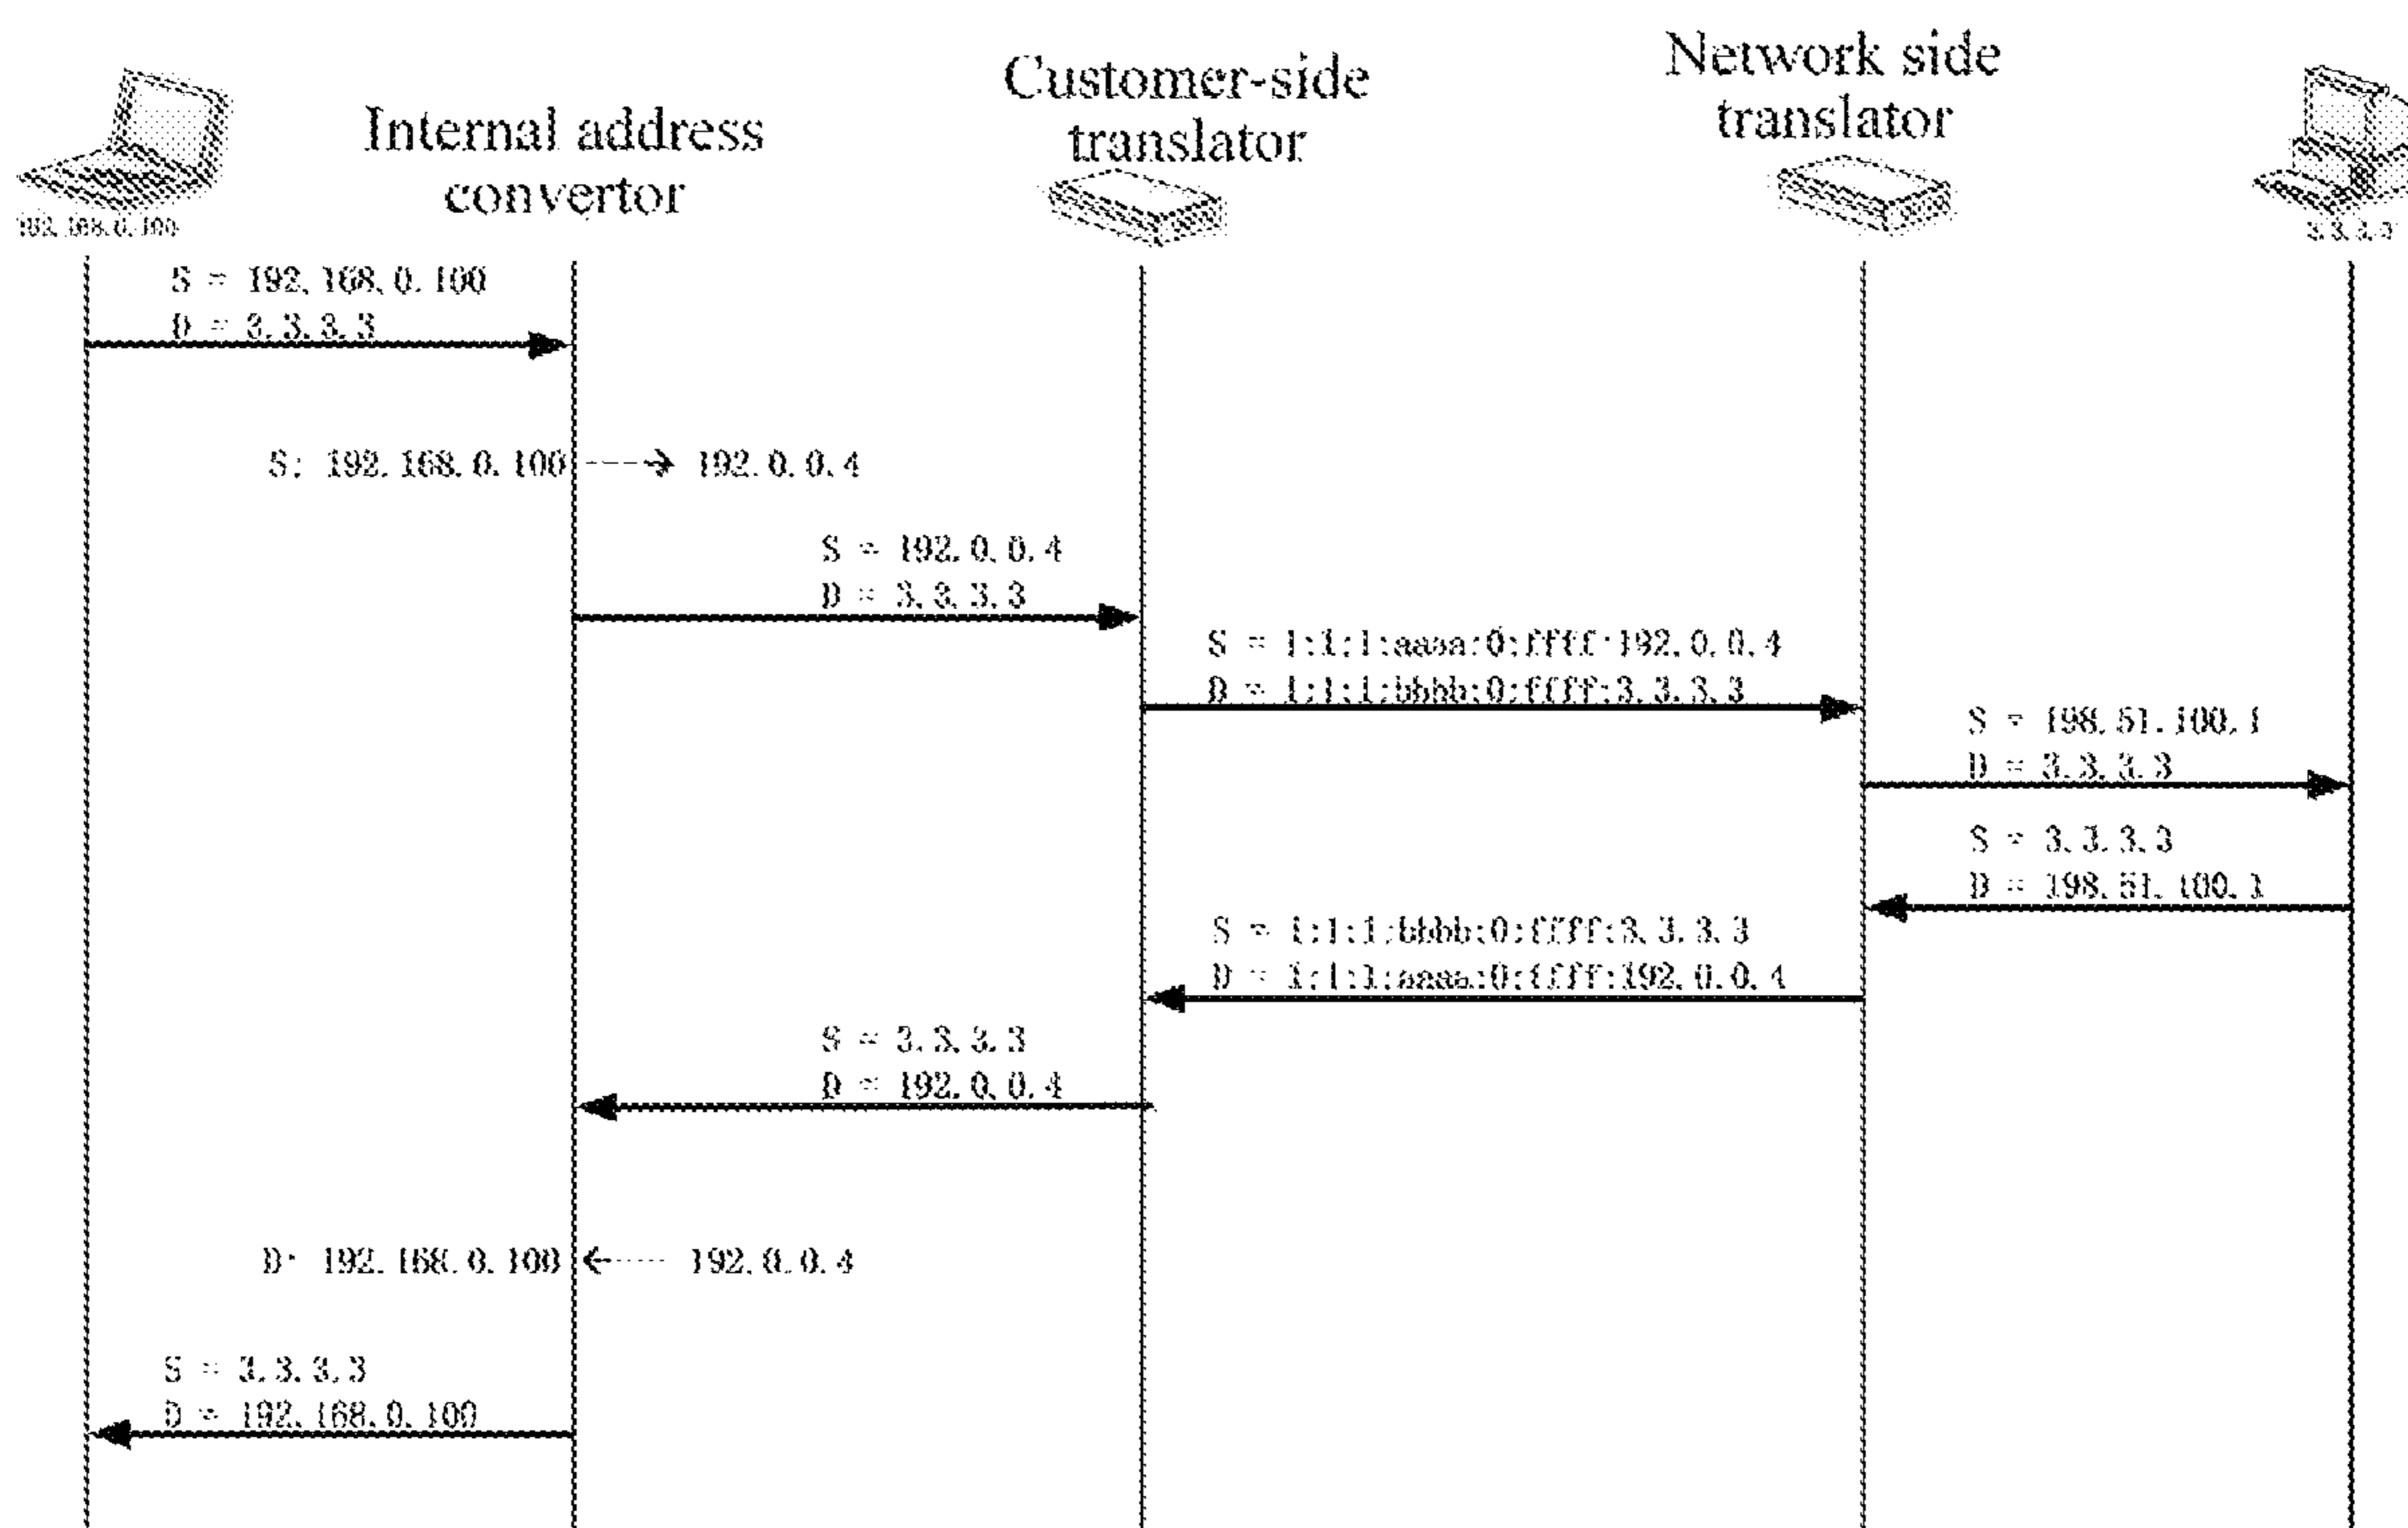 Internal address
convertor
Customer-side
translator
Network side
translator
192.168.0.100
3.3.3.3
S = 192.168.0.100
D = 3.3.3.3
S: 192.168.0.100 ---> 192.0.0.4
S = 192.0.0.4
D = 3.3.3.3
S = 1:1:1:aaaa:0:ffff:192.0.0.4
D = 1:1:1:bbbb:0:ffff:3.3.3.3
S = 198.51.100.1
D = 3.3.3.3
S = 3.3.3.3
D = 198.51.100.1
S = 1:1:1:bbbb:0:ffff:3.3.3.3
D = 1:1:1:aaaa:0:ffff:192.0.0.4
S = 3.3.3.3
D = 192.0.0.4
D: 192.168.0.100 <---- 192.0.0.4
S = 3.3.3.3
D = 192.168.0.100